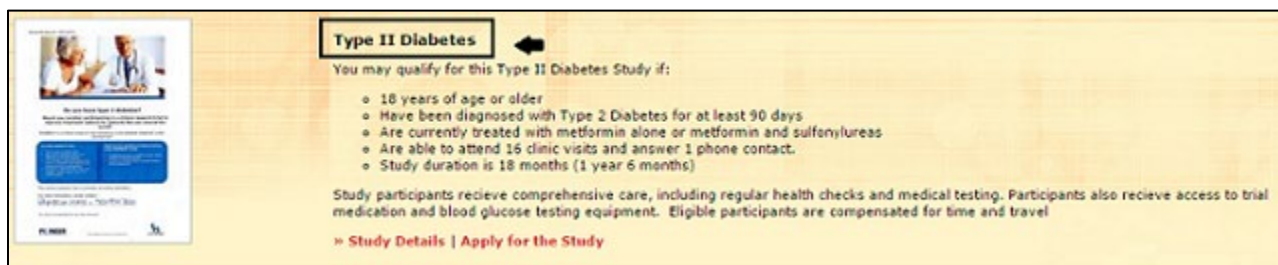 Type II Diabetes
You may qualify for this Type II Diabetes Study if:
18 years of age or older
Have been diagnosed with Type 2 Diabetes for at least 90 days
Are currently treated with metformin alone or metformin and sulfonylureas
Are able to attend 16 clinic visits and answer 1 phone contact.
Study duration is 18 months (1 year 6 months)
Study participants recieve comprehensive care, including regular health checks and medical testing. Participants also recieve access to trial
medication and blood glucose testing equipment. Eligible participants are compensated for time and travel
» Study Details | Apply for the Study